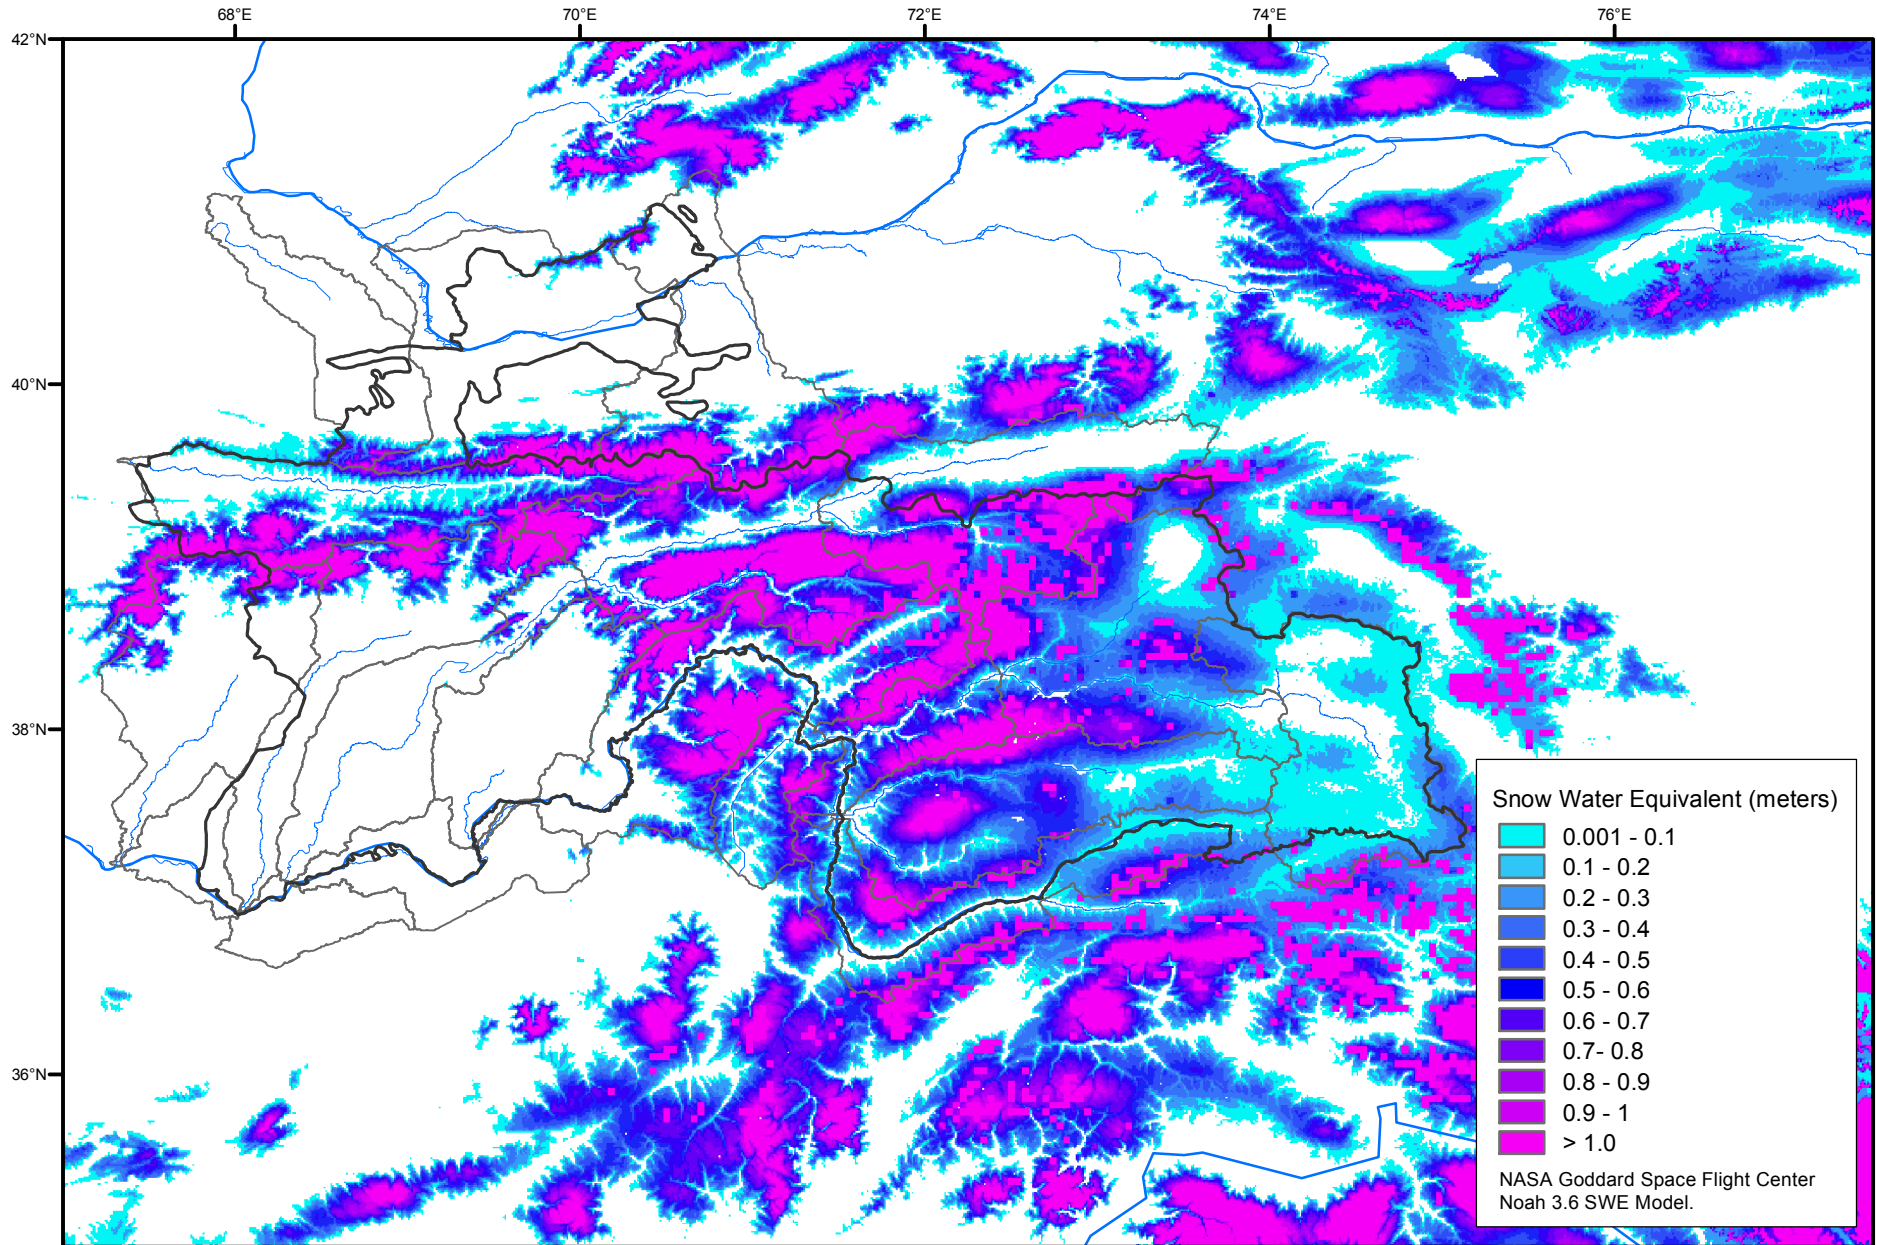 68°E 70°E 72°E 74°E 76°E
42°N
40°N
38°N
36°N
Snow Water Equivalent (meters)
0.001 - 0.1
0.1 - 0.2
0.2 - 0.3
0.3 - 0.4
0.4 - 0.5
0.5 - 0.6
0.6 - 0.7
0.7- 0.8
0.8 - 0.9
0.9 - 1
> 1.0
NASA Goddard Space Flight Center
Noah 3.6 SWE Model.